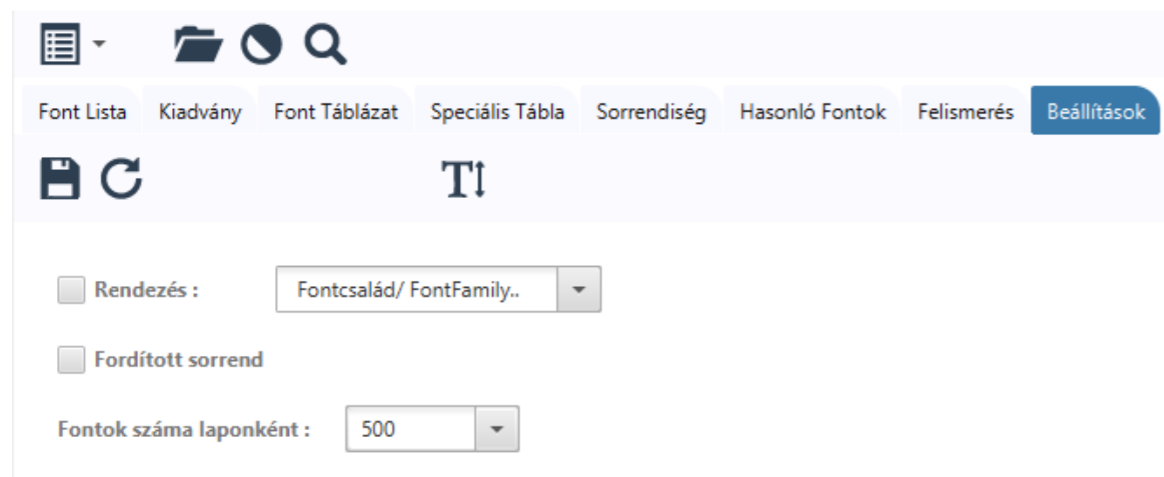 Font Lista Kiadvány Font Táblázat Speciális Tábla Sorrendiség Hasonló Fontok Felismerés Beállítások
Rendezés : Fontcsalád/ FontFamily..
Fordított sorrend
Fontok száma laponként : 500